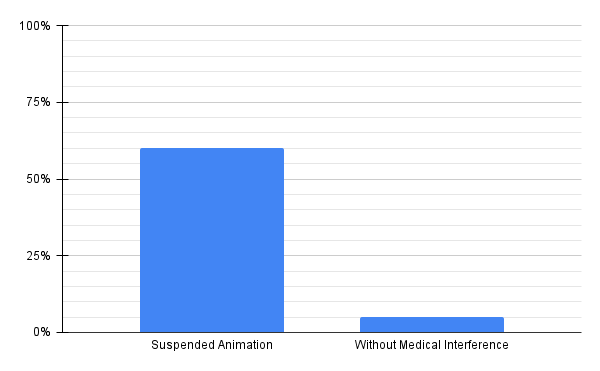 100%
75%
50%
25%
0%
Suspended Animation
Without Medical Interference